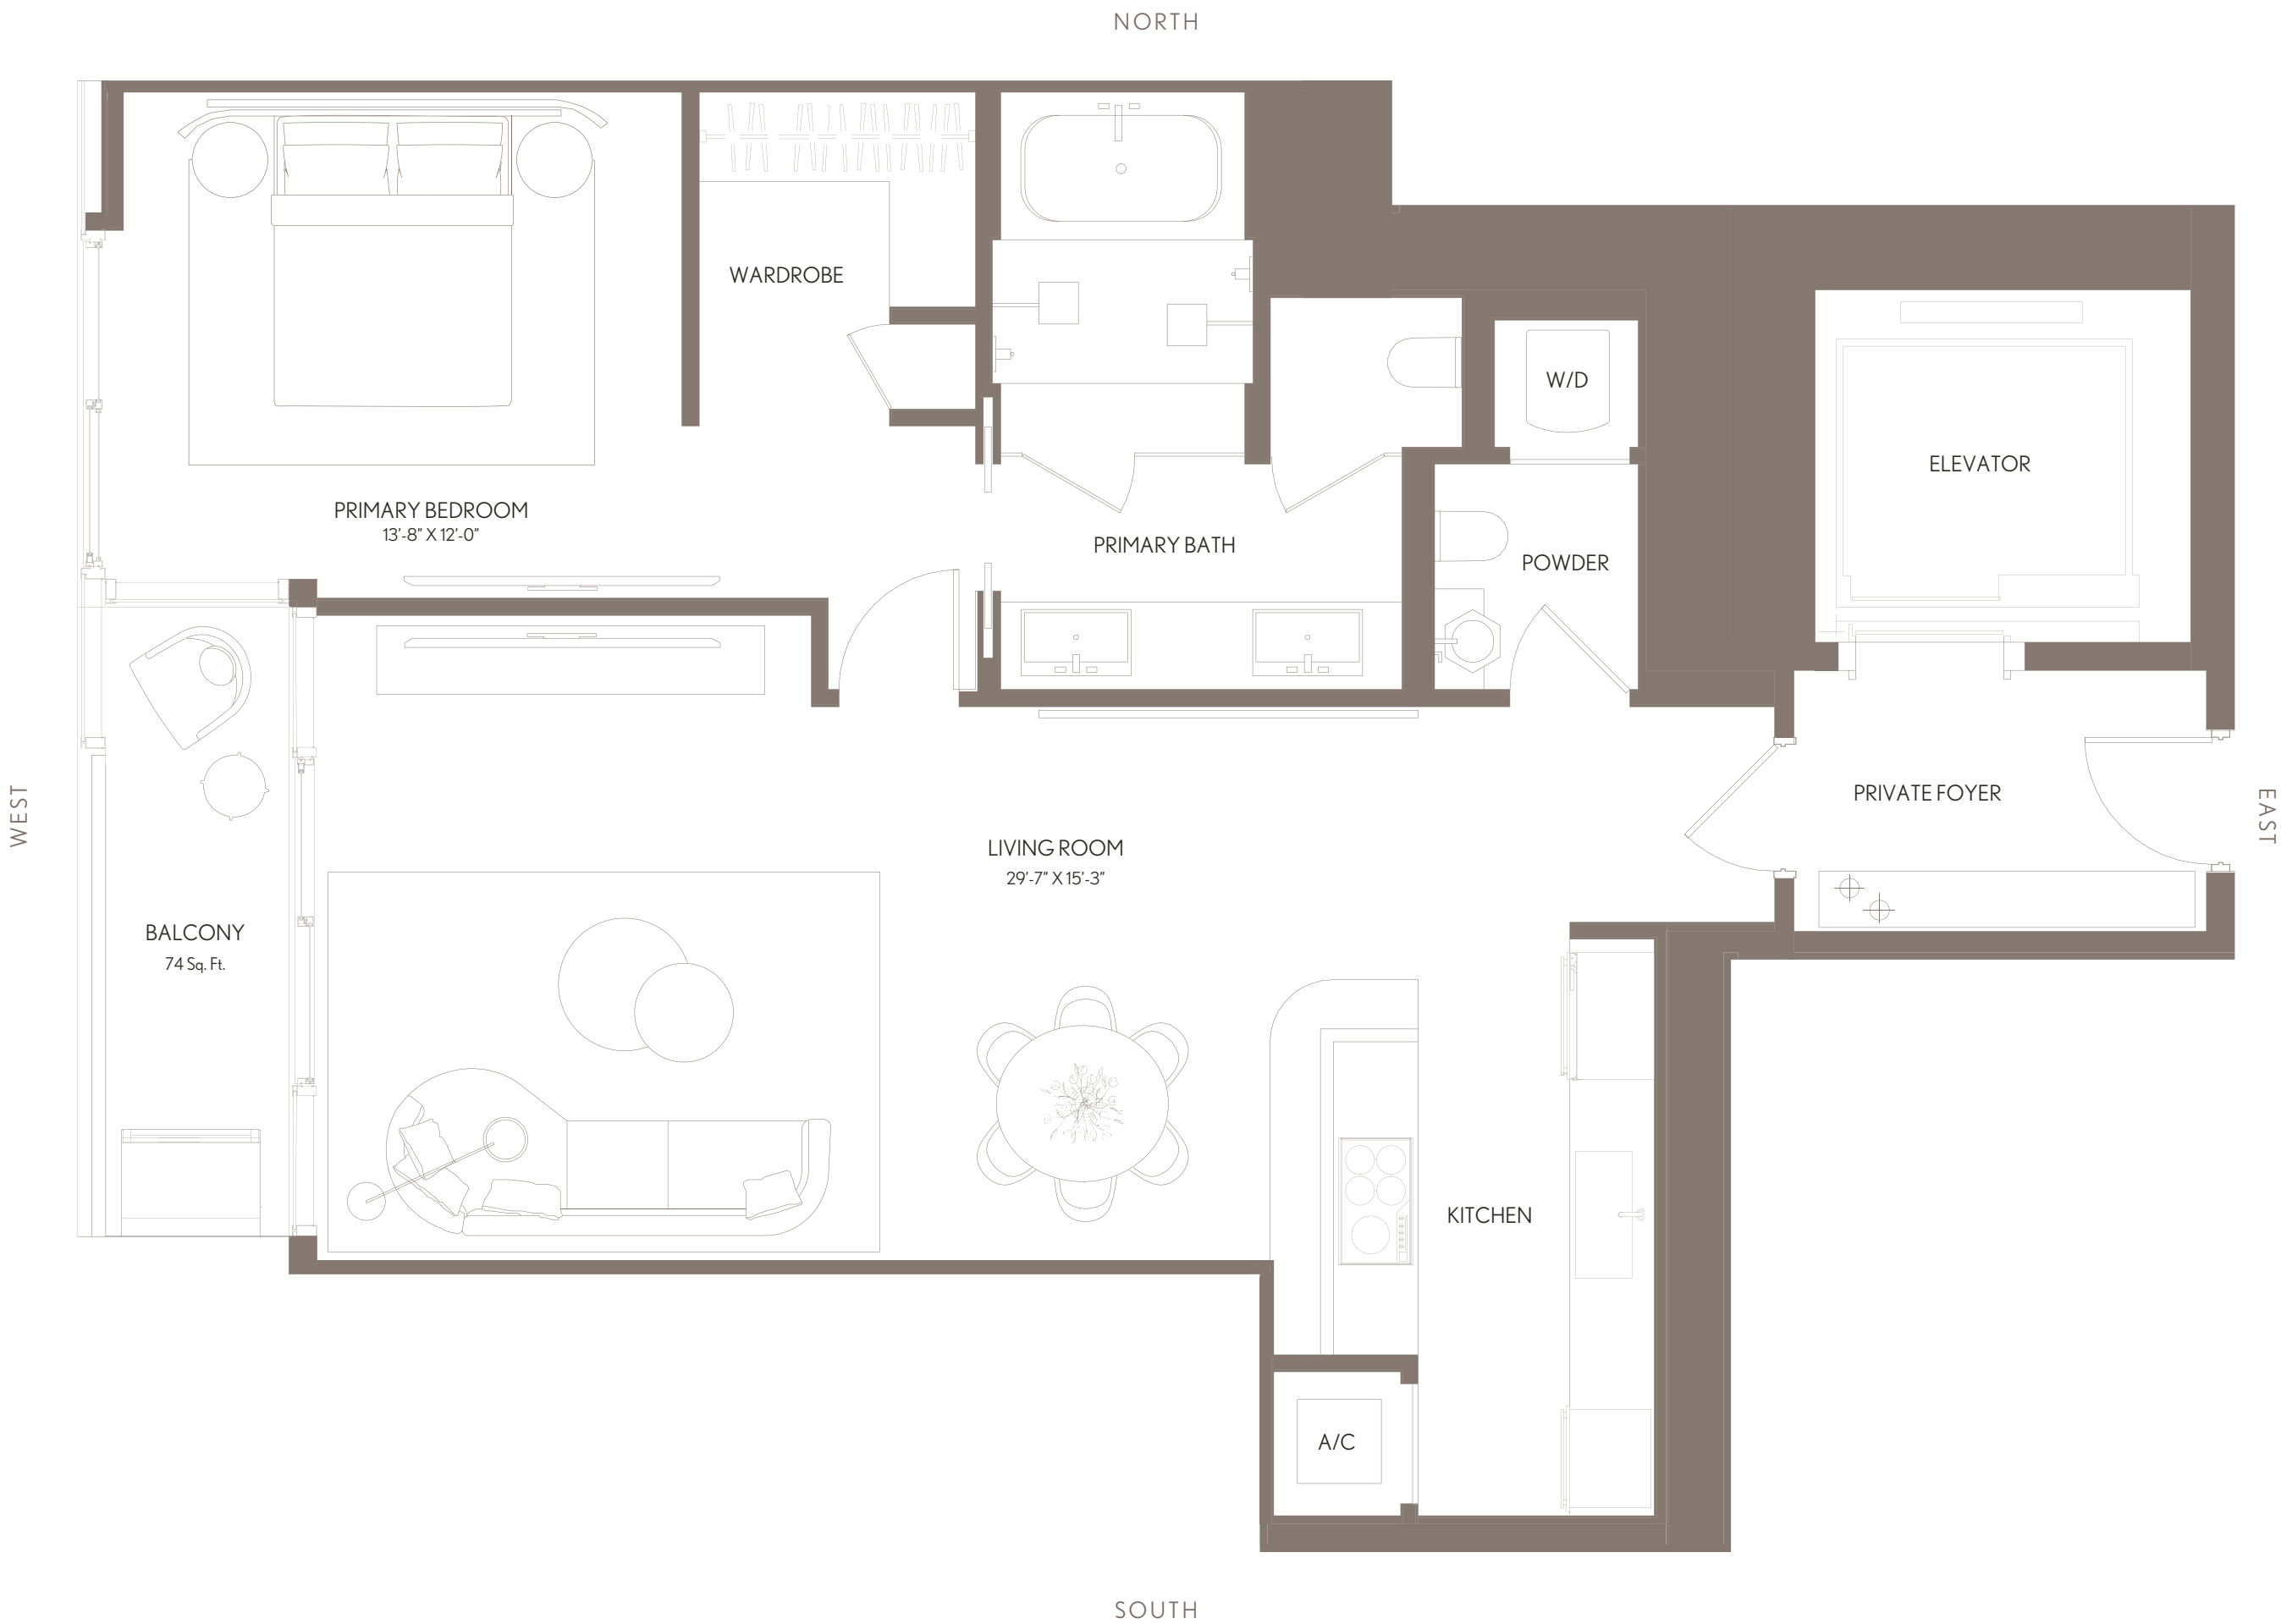 NORTH
WARDROBE
W/D
ELEVATOR
PRIMARY BEDROOM
13'-8" X 12'-0"
PRIMARY BATH
POWDER
WEST
PRIVATE FOYER
EAST
LIVING ROOM
29'-7" X 15'-3"
BALCONY
74 Sq. Ft.
KITCHEN
A/C
SOUTH